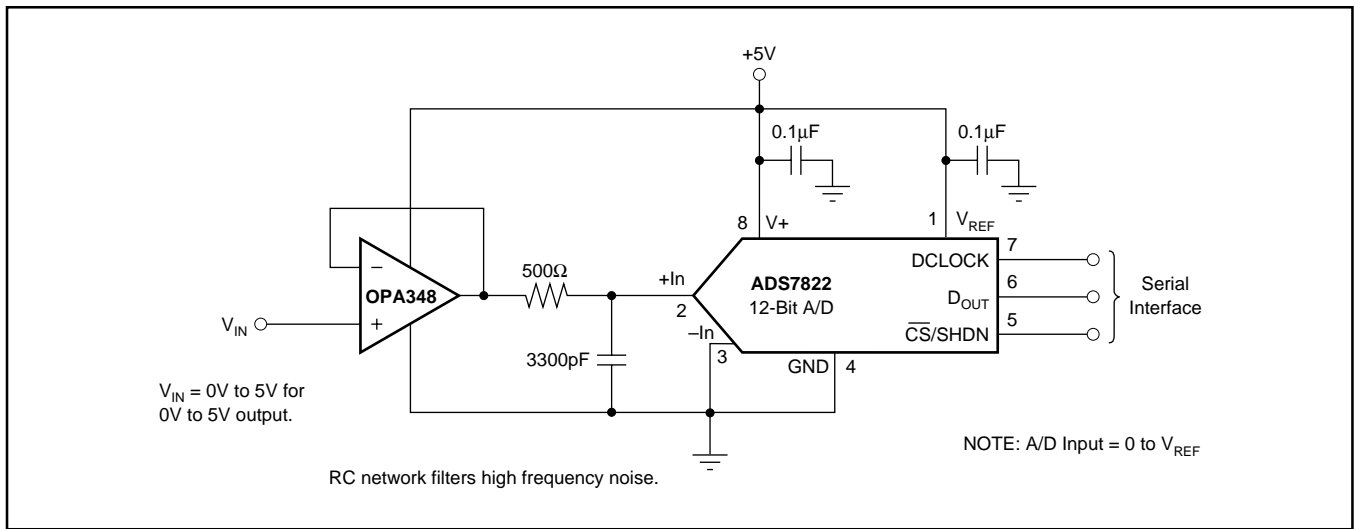 +5V
0.1μF
0.1μF
8
V+
1
VREF
7
DCLOCK
500Ω
+In
ADS7822
6
−
OPA348
2
12-Bit A/D
DOUT
Serial
Interface
VIN
+
−In
5
CS/SHDN
3300pF
3
GND
4
VIN = 0V to 5V for
0V to 5V output.
NOTE: A/D Input = 0 to VREF
RC network filters high frequency noise.